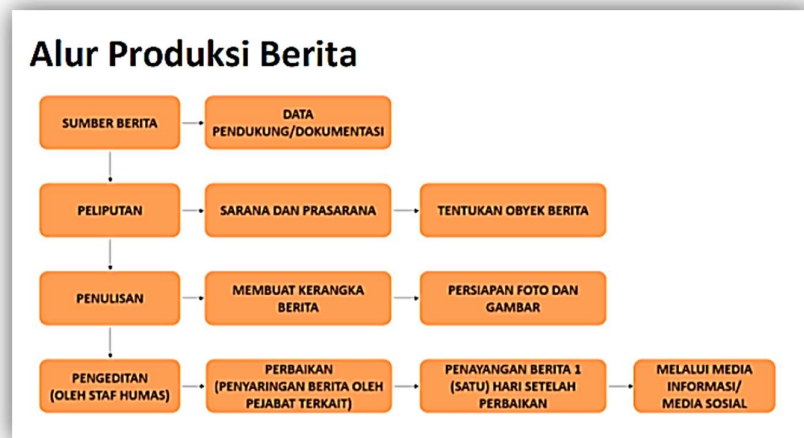 Alur Produksi Berita
SUMBER BERITA
DATA
PENDUKUNG/DOKUMENTASI
PELIPUTAN
SARANA DAN PRASARANA
TENTUKAN OBYEK BERITA
PENULISAN
MEMBUAT KERANGKA
BERITA
PERSIAPAN FOTO DAN
GAMBAR
PENGEDITAN
(OLEH STAF HUMAS)
PERBAIKAN
(PENYARINGAN BERITA OLEH
PEJABAT TERKAIT)
PENAYANGAN BERITA 1
(SATU) HARI SETELAH
PERBAIKAN
MELALUI MEDIA
INFORMASI/
MEDIA SOSIAL